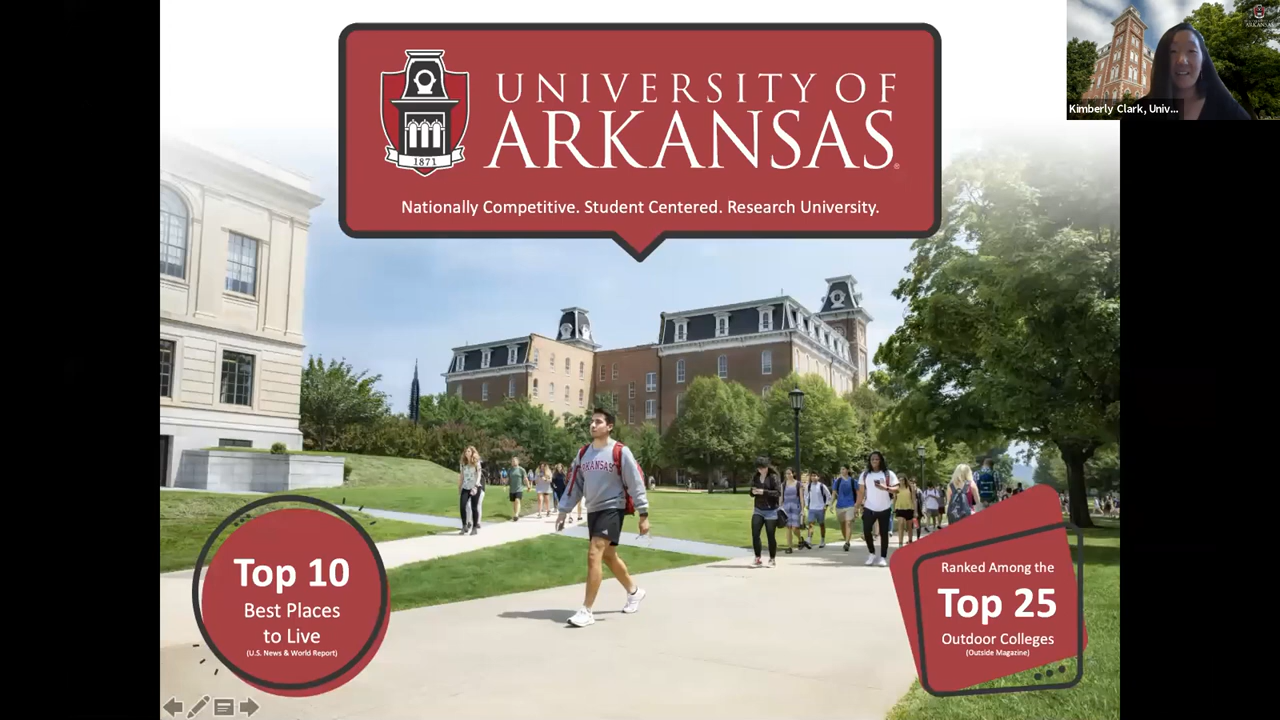 UNIVERSITY OF
ARKANSAS®
1871
Nationally Competitive. Student Centered. Research University.
ARKANSAS
Kimberly Clark, Univ...
ARKANSAS
Top 10
Best Places
to Live
(U.S. News & World Report)
Ranked Among the
Top 25
Outdoor Colleges
(Outside Magazine)